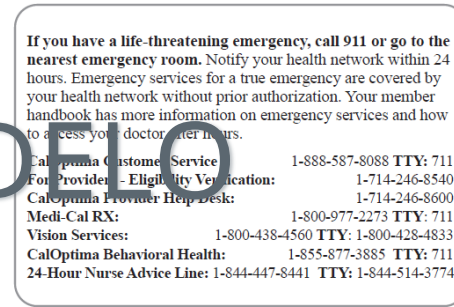 If you have a life-threatening emergency, call 911 or go to the
nearest emergency room. Notify your health network within 24
hours. Emergency services for a true emergency are covered by
your health network without prior authorization. Your member
handbook has more information on emergency services and how
to access your doctor after hours.
CalOptima Customer Service: 1-888-587-8088 TTY: 711
For Providers - Eligibility Verification: 1-714-246-8540
CalOptima Provider Help Desk: 1-714-246-8600
Medi-Cal RX: 1-800-977-2273 TTY: 711
Vision Services: 1-800-438-4560 TTY: 1-800-428-4833
CalOptima Behavioral Health: 1-855-877-3885 TTY: 711
24-Hour Nurse Advice Line: 1-844-447-8441 TTY: 1-844-514-3774
DELO